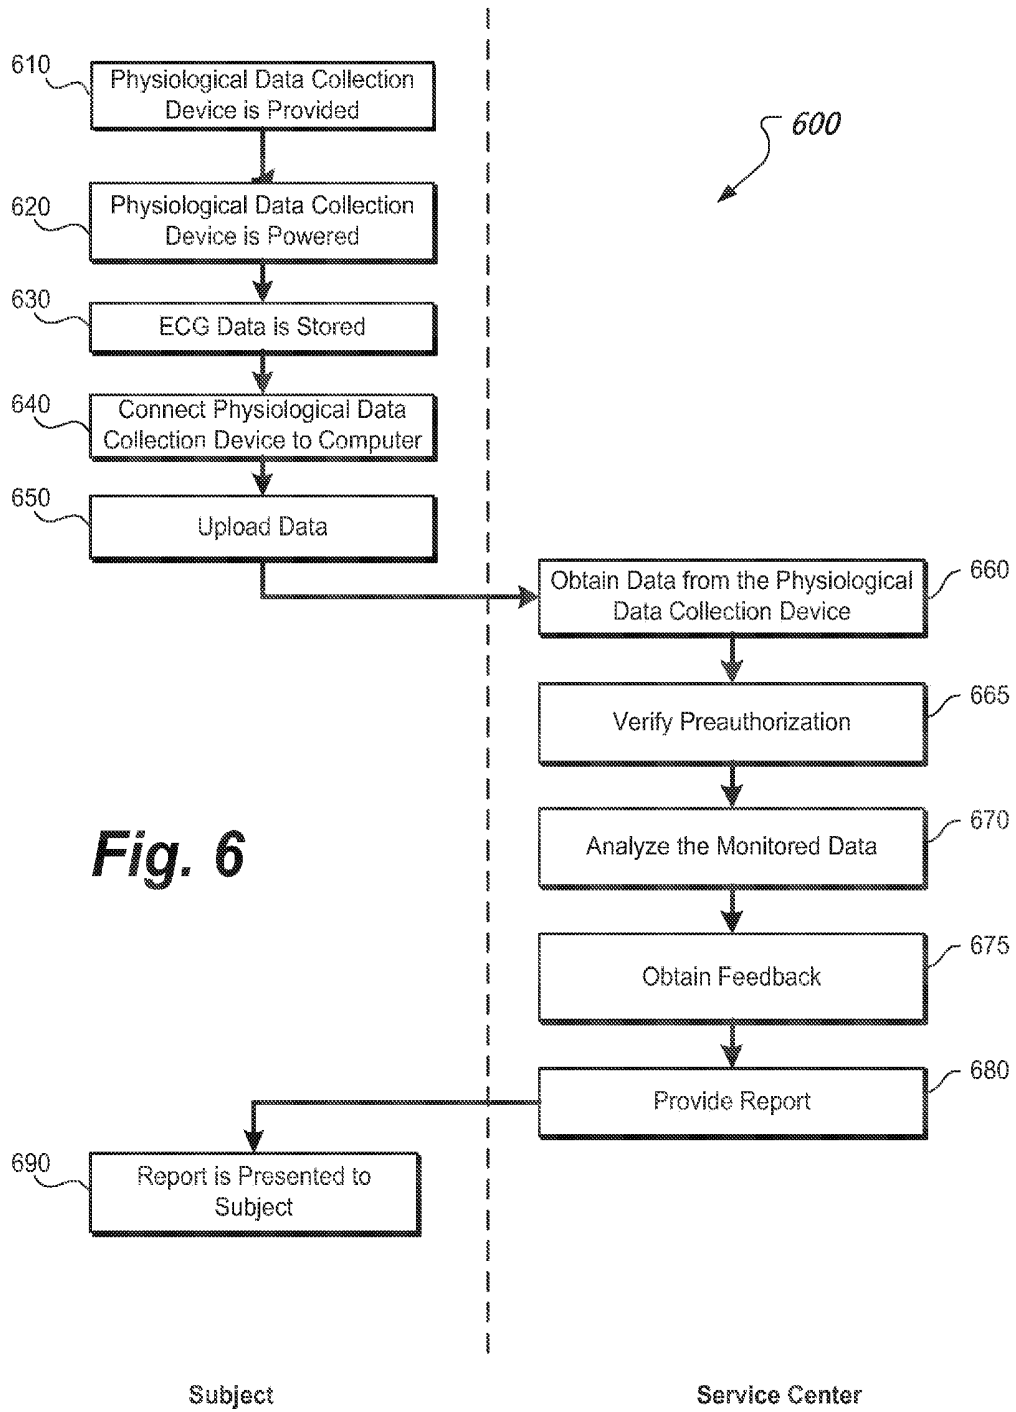 610
Physiological Data Collection
Device is Provided
600
620
Physiological Data Collection
Device is Powered
630
ECG Data is Stored
640
Connect Physiological Data
Collection Device to Computer
650
Upload Data
Obtain Data from the Physiological
Data Collection Device
660
Verify Preauthorization
665
Analyze the Monitored Data
670
Fig. 6
Obtain Feedback
675
Provide Report
680
690
Report is Presented to
Subject
Subject
Service Center